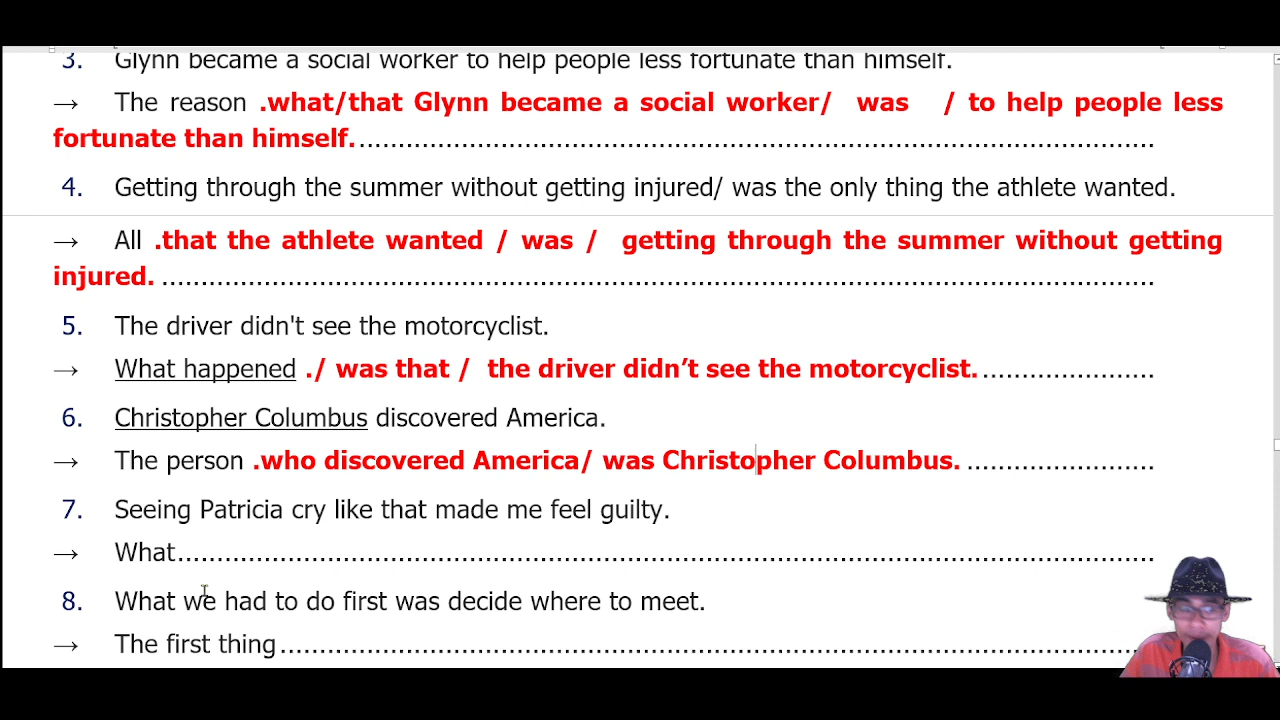 3. Glynn became a social worker to help people less fortunate than himself.
→ The reason .what/that Glynn became a social worker/ was / to help people less
fortunate than himself.......................................................................................................
4. Getting through the summer without getting injured/ was the only thing the athlete wanted.
→ All .that the athlete wanted / was / getting through the summer without getting
injured. ....................................................................................................
5. The driver didn't see the motorcyclist.
→ What happened ./ was that / the driver didn’t see the motorcyclist.......................
6. Christopher Columbus discovered America.
→ The person .who discovered America/ was Christopher Columbus. ........................
7. Seeing Patricia cry like that made me feel guilty.
→ What...................................................................................................
8. What we had to do first was decide where to meet.
→ The first thing.....................................................................................